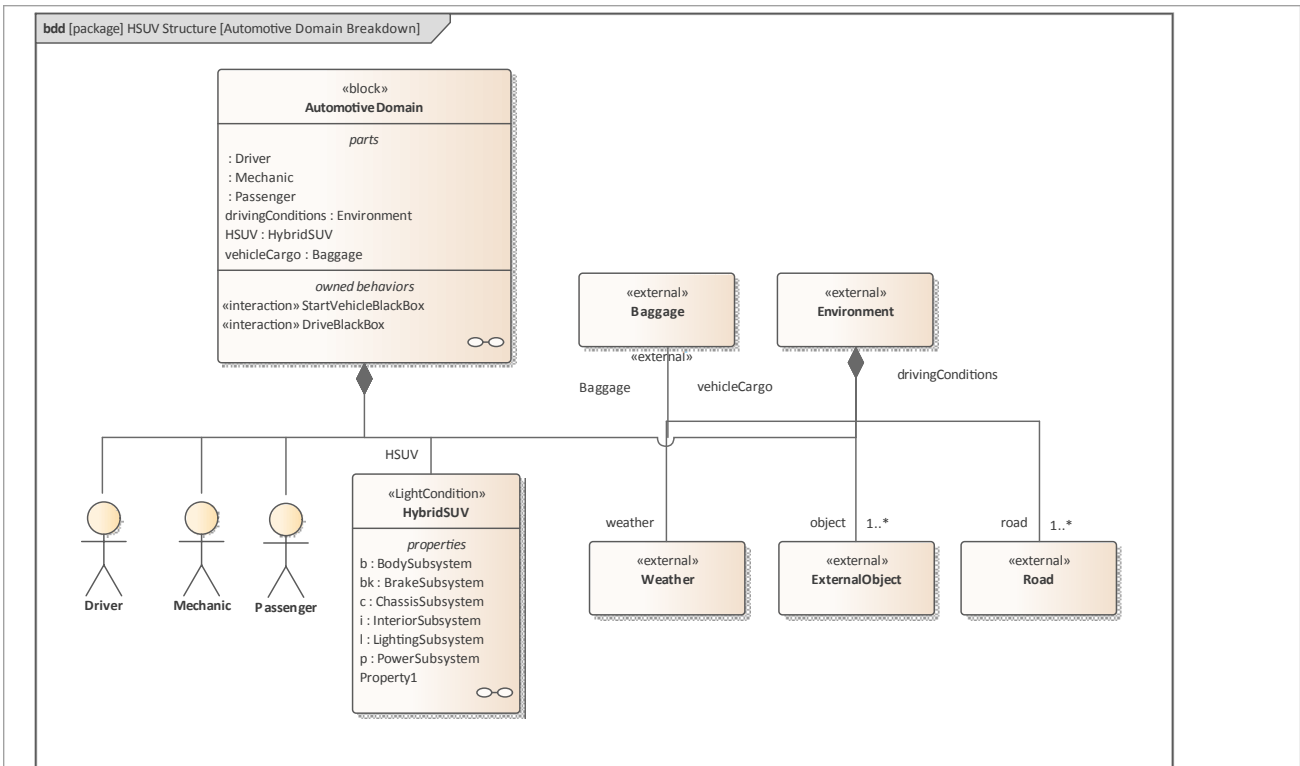 bdd [package] HSUV Structure [Automotive Domain Breakdown]
«block»
AutomotiveDomain
parts
: Driver
: Mechanic
: Passenger
drivingConditions : Environment
HSUV : HybridSUV
vehicleCargo : Baggage
owned behaviors
«interaction» StartVehicleBlackBox
«interaction» DriveBlackBox
«external»
Baggage
«external»
Environment
«external»
Baggage
vehicleCargo
drivingConditions
HSUV
Driver
Mechanic
Passenger
«LightCondition»
HybridSUV
properties
b : BodySubsystem
bk : BrakeSubsystem
c : ChassisSubsystem
i : InteriorSubsystem
l : LightingSubsystem
p : PowerSubsystem
Property1
weather
object
1..*
road
1..*
«external»
Weather
«external»
ExternalObject
«external»
Road